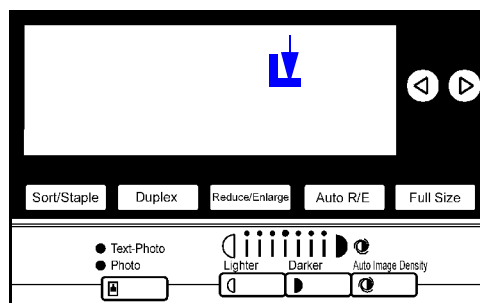 Sort/Staple Duplex Reduce/Enlarge Auto R/E Full Size
Text-Photo
Photo
Lighter Darker Auto Image Density